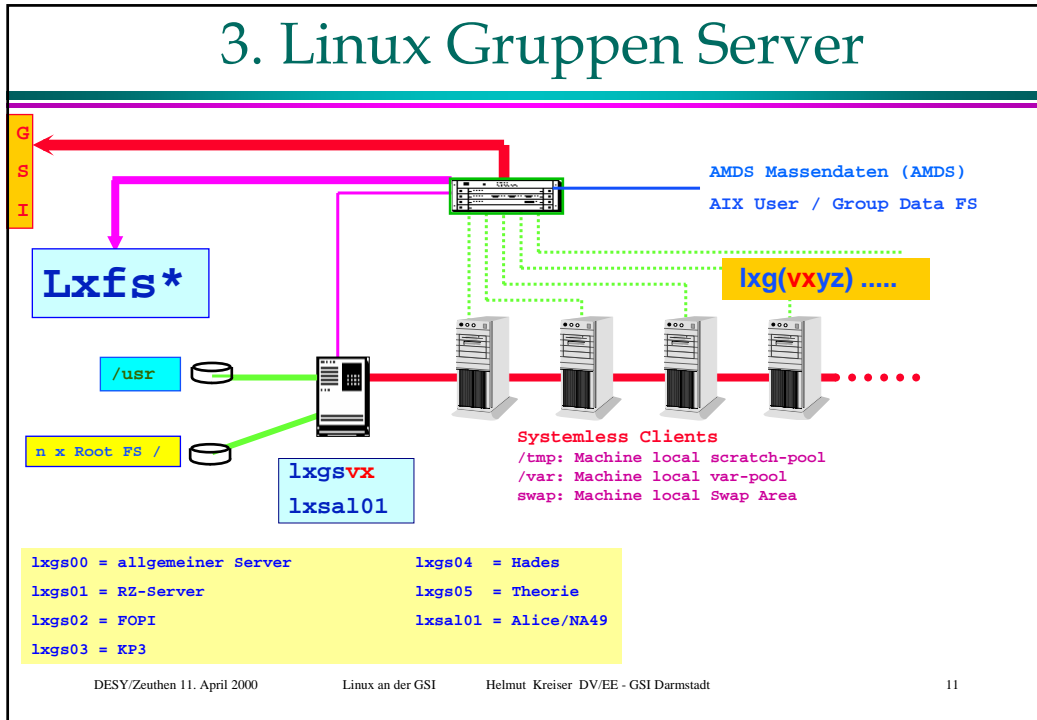 3. Linux Gruppen Server
G
S
I
AMDS Massendaten (AMDS)
AIX User / Group Data FS
Lxfs*
lxg(vxyz) .....
/usr
n x Root FS /
lxgsvx
lxsal01
Systemless Clients
/tmp: Machine local scratch-pool
/var: Machine local var-pool
swap: Machine local Swap Area
lxgs00 = allgemeiner Server
lxgs01 = RZ-Server
lxgs02 = FOPI
lxgs03 = KP3
lxgs04 = Hades
lxgs05 = Theorie
lxsal01 = Alice/NA49
DESY/Zeuthen 11. April 2000 Linux an der GSI Helmut Kreiser DV/EE - GSI Darmstadt 11